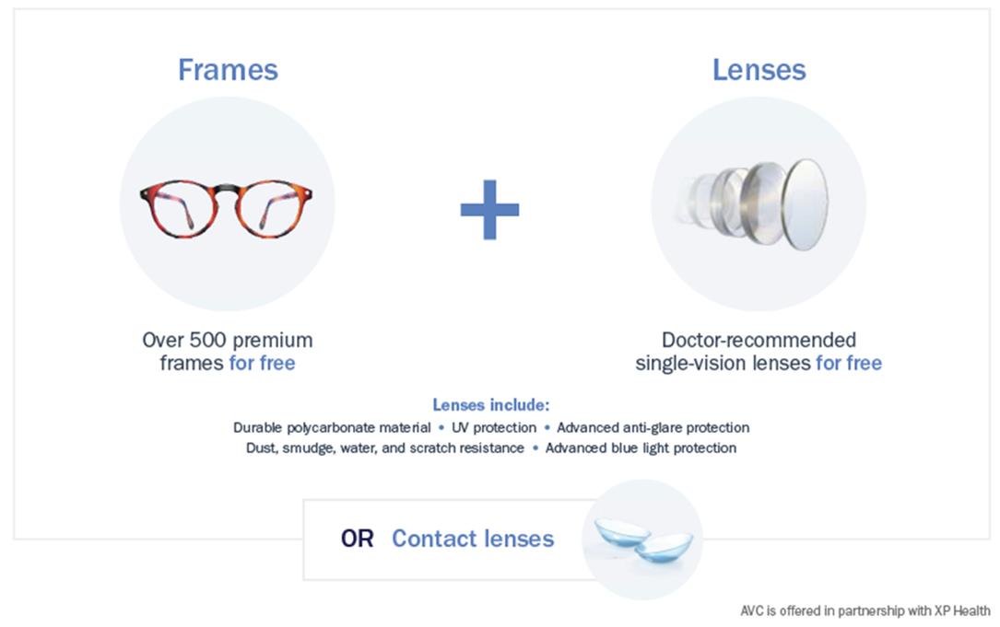 Frames
Lenses
Over 500 premium
frames for free
Doctor-recommended
single-vision lenses for free
Lenses include:
Durable polycarbonate material • UV protection • Advanced anti-glare protection
Dust, smudge, water, and scratch resistance • Advanced blue light protection
OR Contact lenses
AVC is offered in partnership with XP Health